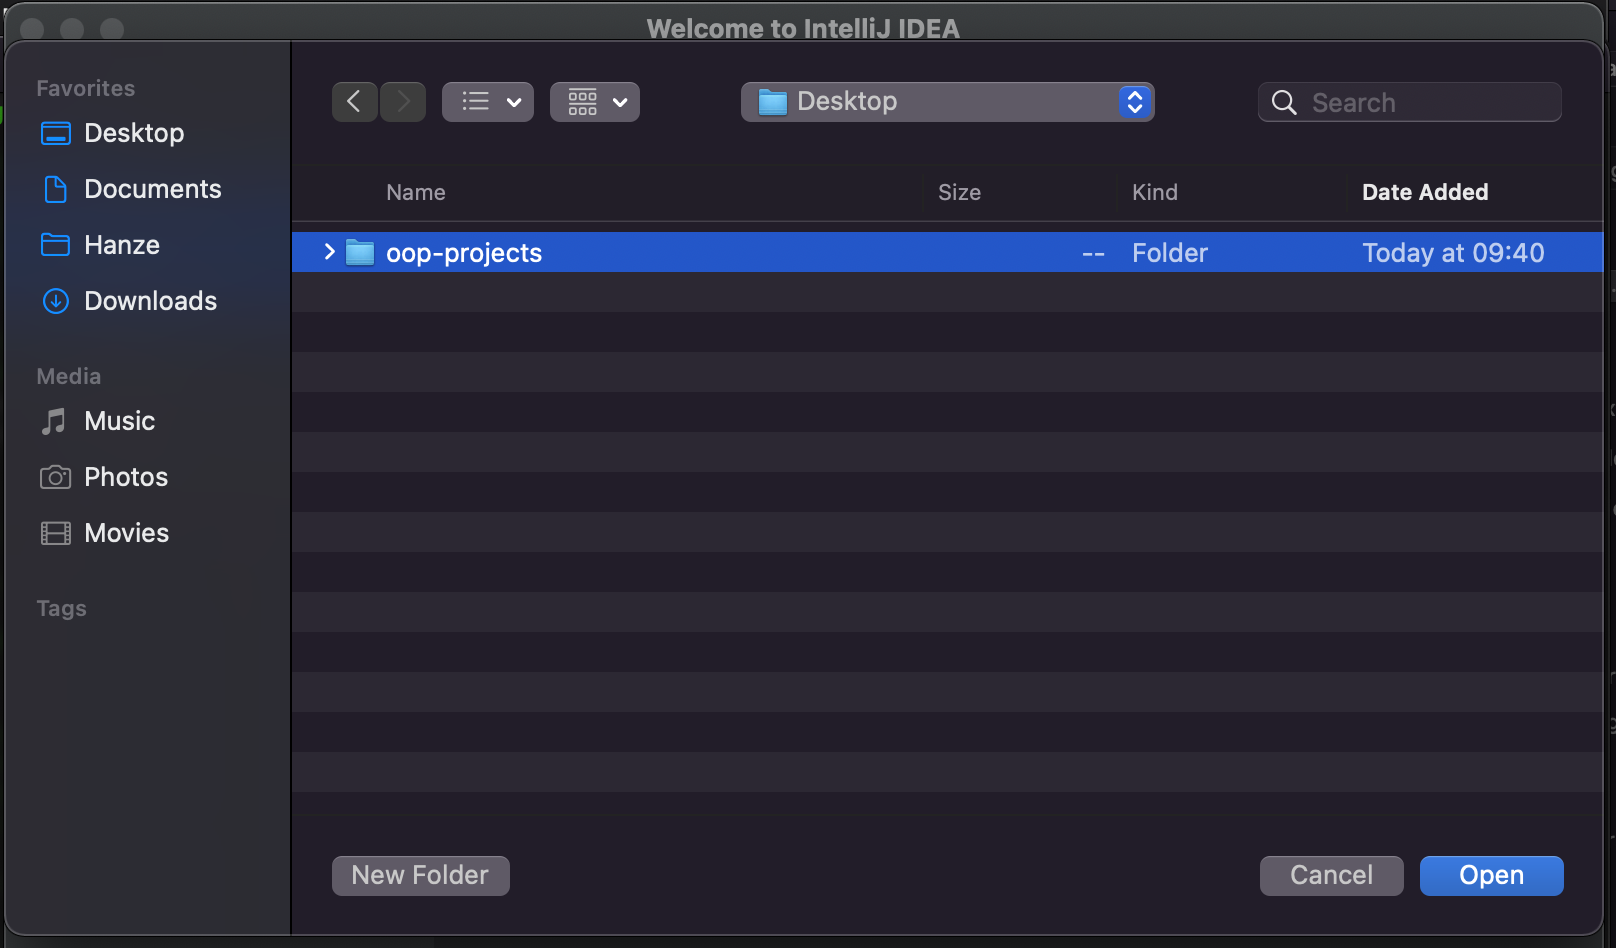 Welcome to IntelliJ IDEA
Favorites
Desktop
Documents
Hanze
Downloads
Media
Music
Photos
Movies
Tags
Desktop
Search
Name Size Kind Date Added
oop-projects -- Folder Today at 09:40
New Folder Cancel Open